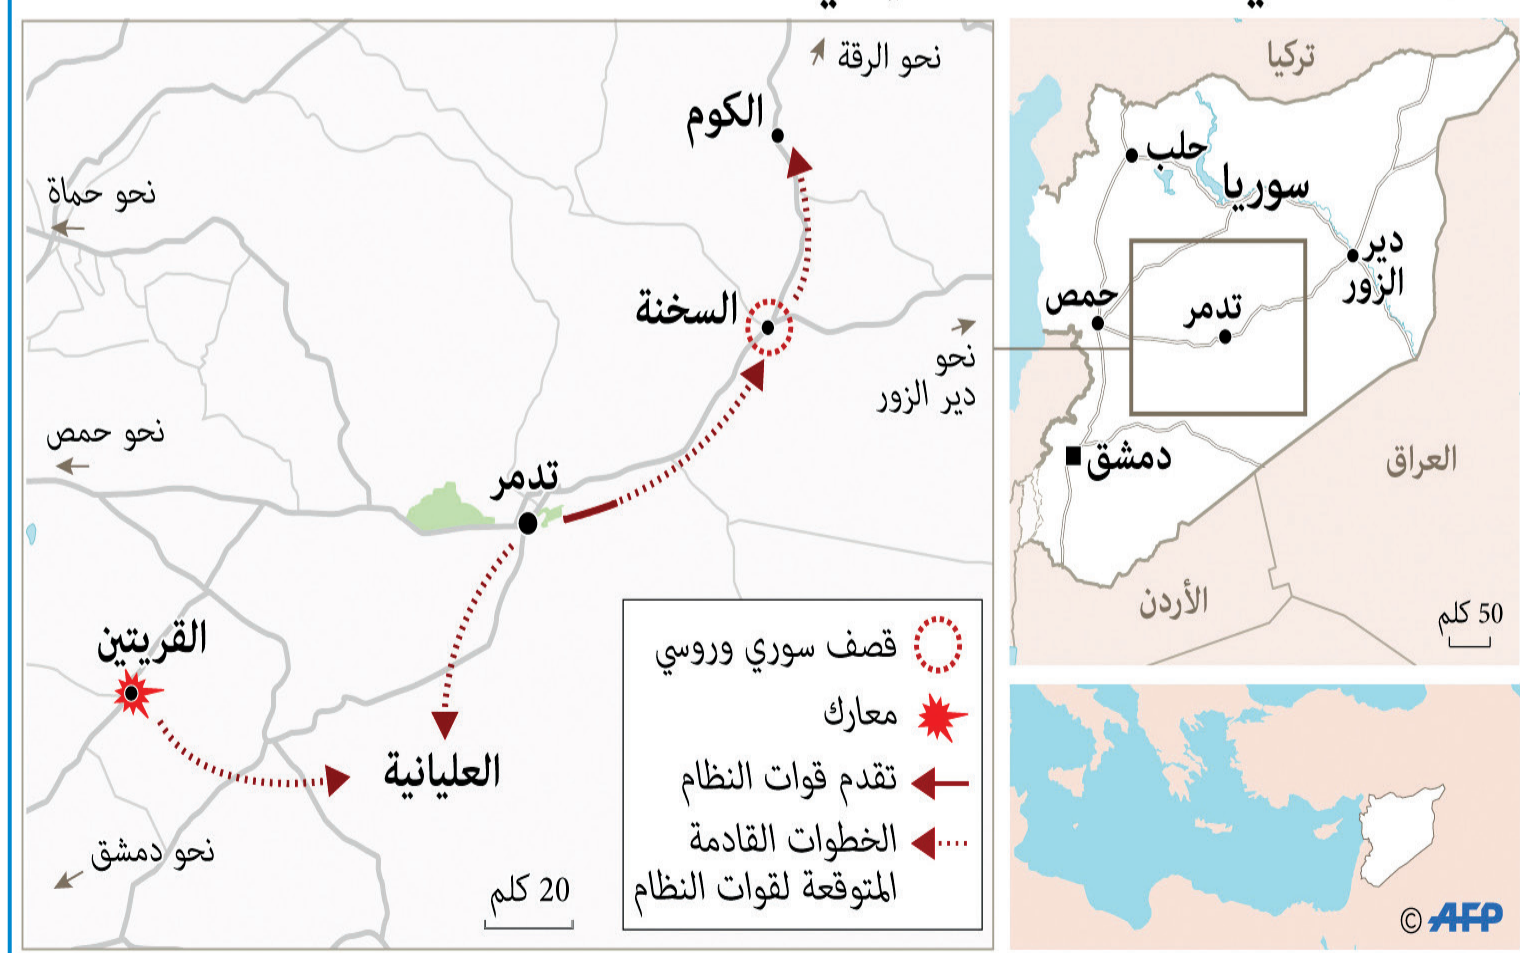 نحو الرقة
الكوم
نحو حماة
السخنة
نحو
دير الزور
نحو حمص
تدمر
القريتين
العليانية
نحو دمشق
20 كلم
قصف سوري وروسي
معارك
تقدم قوات النظام
الخطوات القادمة
المتوقعة لقوات النظام
تركيا
حلب
سوريا
دير
الزور
حمص
تدمر
دمشق
العراق
الأردن
50 كلم
© AFP